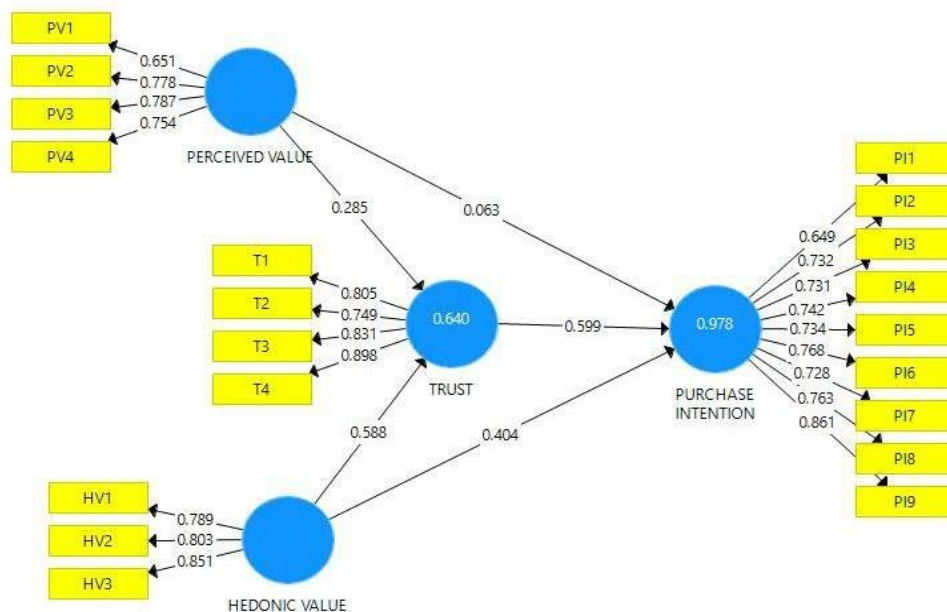 PV1
PV2
PV3
PV4
0.651
0.778
0.787
0.754
PERCEIVED VALUE
0.285
0.063
T1
T2
T3
T4
0.805
0.749
0.831
0.898
0.640
TRUST
0.599
0.978
PURCHASE
INTENTION
PI1
PI2
PI3
PI4
PI5
PI6
PI7
PI8
PI9
0.649
0.732
0.731
0.742
0.734
0.768
0.728
0.763
0.861
0.588
0.404
HV1
HV2
HV3
0.789
0.803
0.851
HEDONIC VALUE